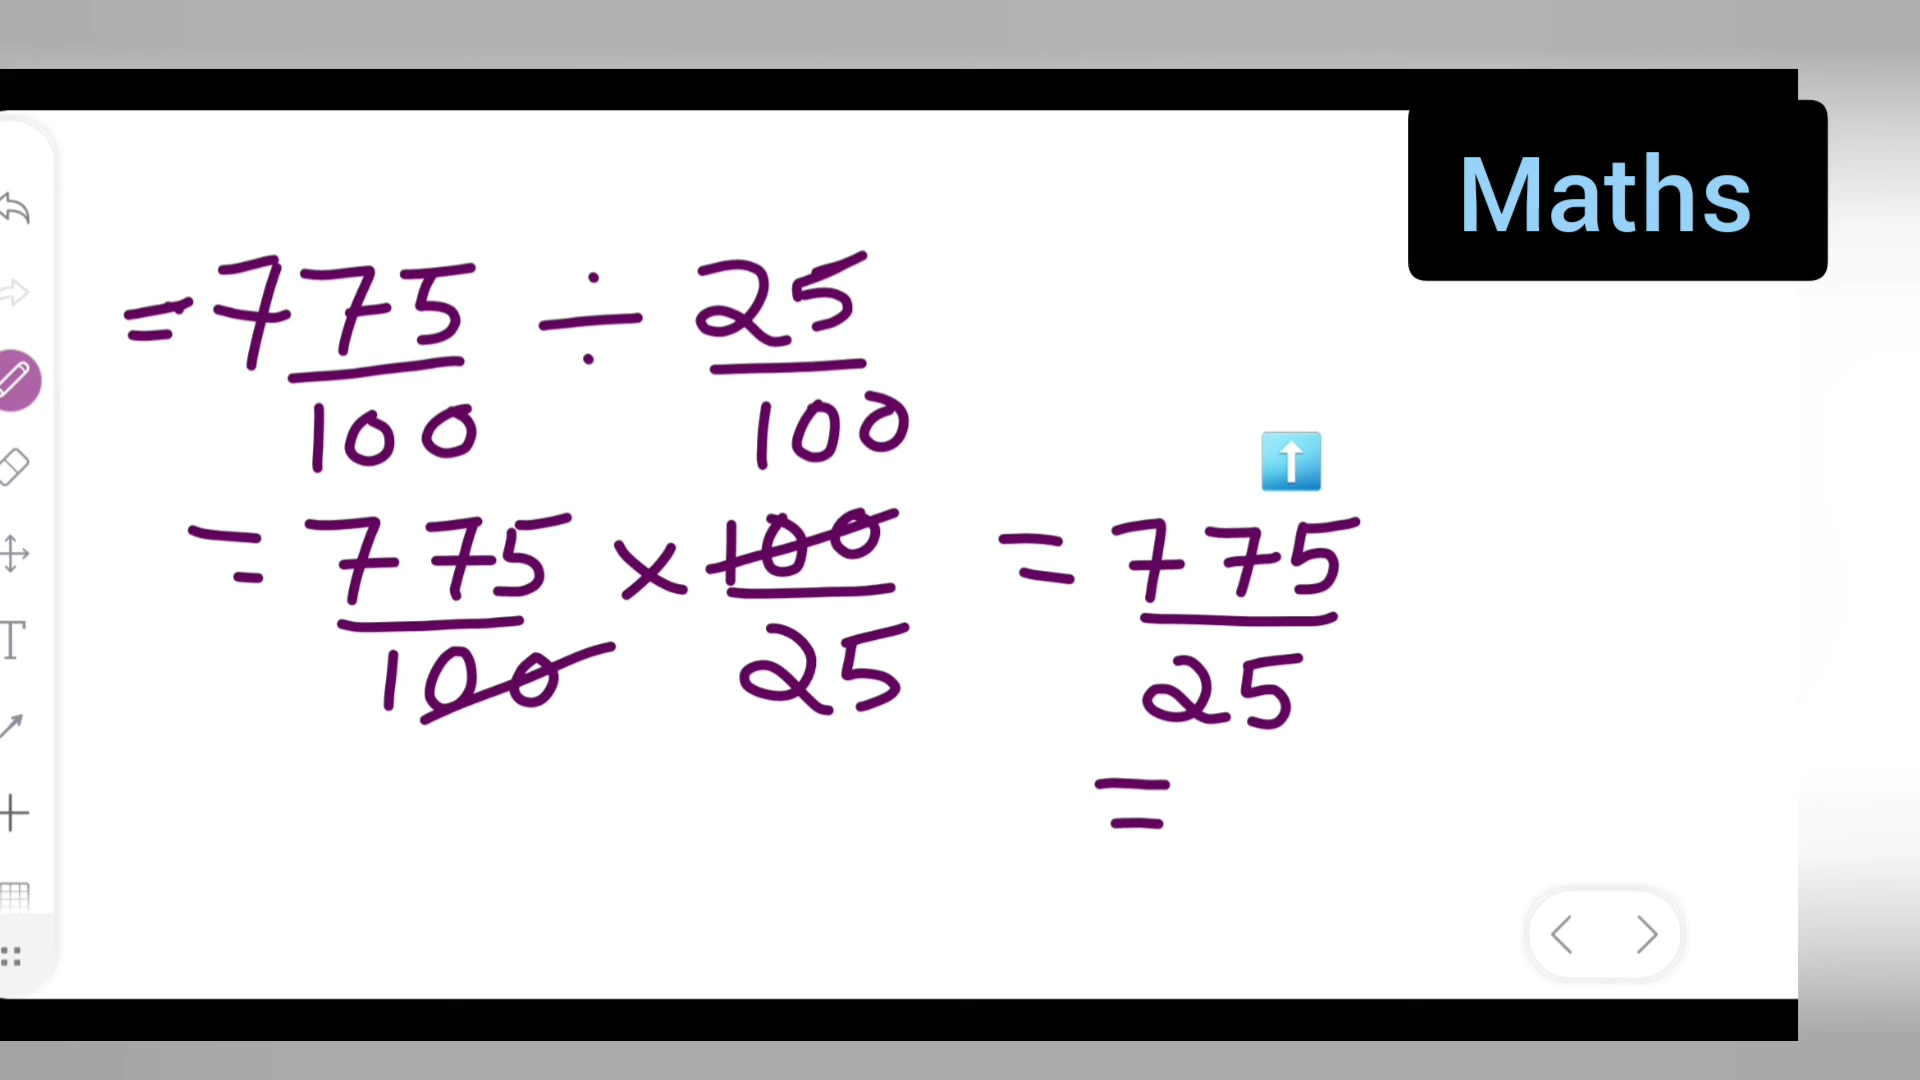 Maths
= 775/100 ÷ 25/100
= 775/100 × 100/25 = 775/25
=